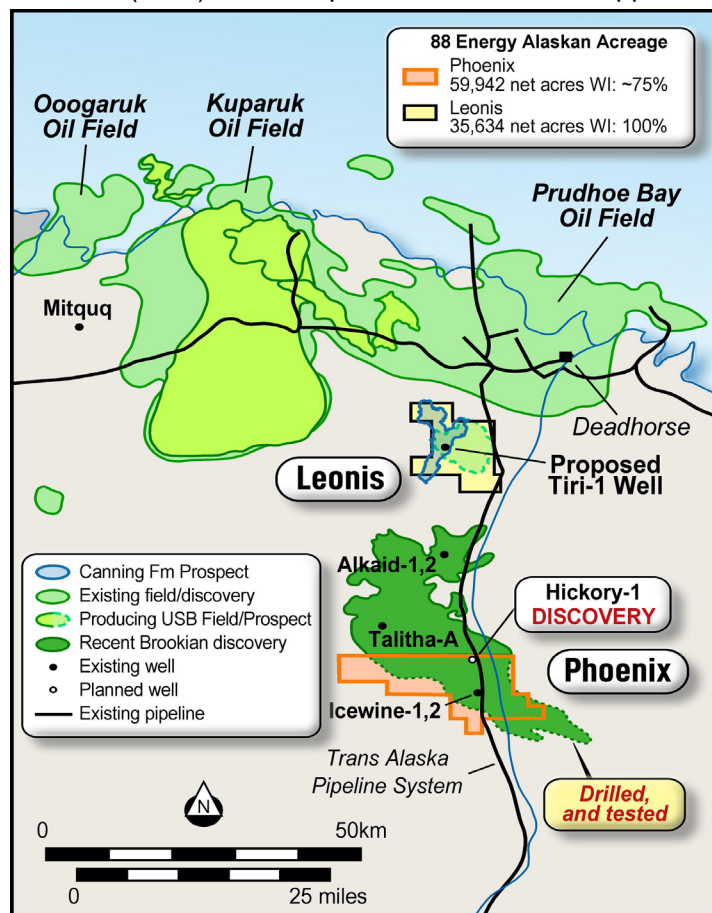 88 Energy Alaskan Acreage
Phoenix
59,942 net acres WI: ~75%
Leonis
35,634 net acres WI: 100%
Ooogaruk
Oil Field
Kuparuk
Oil Field
Prudhoe Bay
Oil Field
Mitquq
Deadhorse
Leonis
Proposed
Tiri-1 Well
Alkaid-1,2
Hickory-1
DISCOVERY
Talitha-A
Phoenix
Icewine-1,2
Trans Alaska
Pipeline System
Drilled,
and tested
Canning Fm Prospect
Existing field/discovery
Producing USB Field/Prospect
Recent Brookian discovery
Existing well
Planned well
Existing pipeline
N
0 50km
0 25 miles